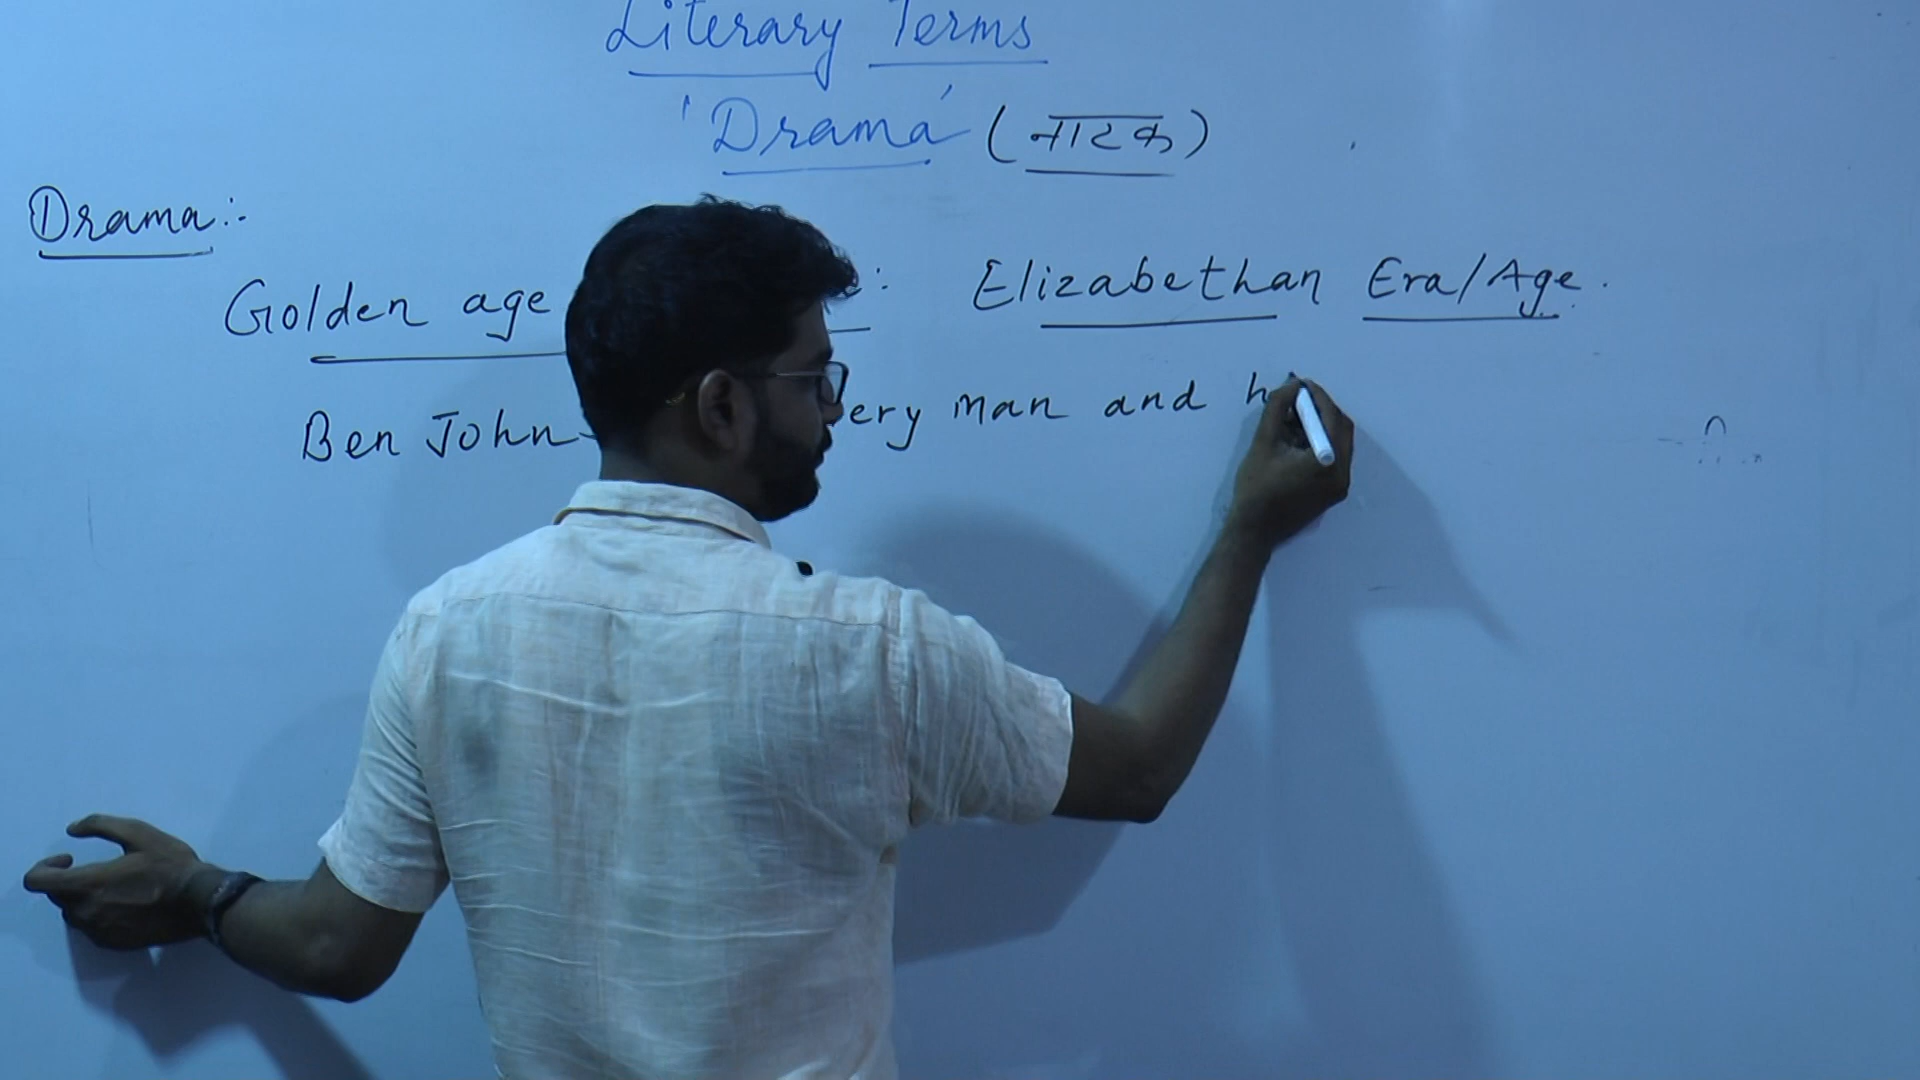 Literary Terms
'Drama' (नाटक)
Drama:-
Golden age : Elizabethan Era/Age.
Ben John ery man and h